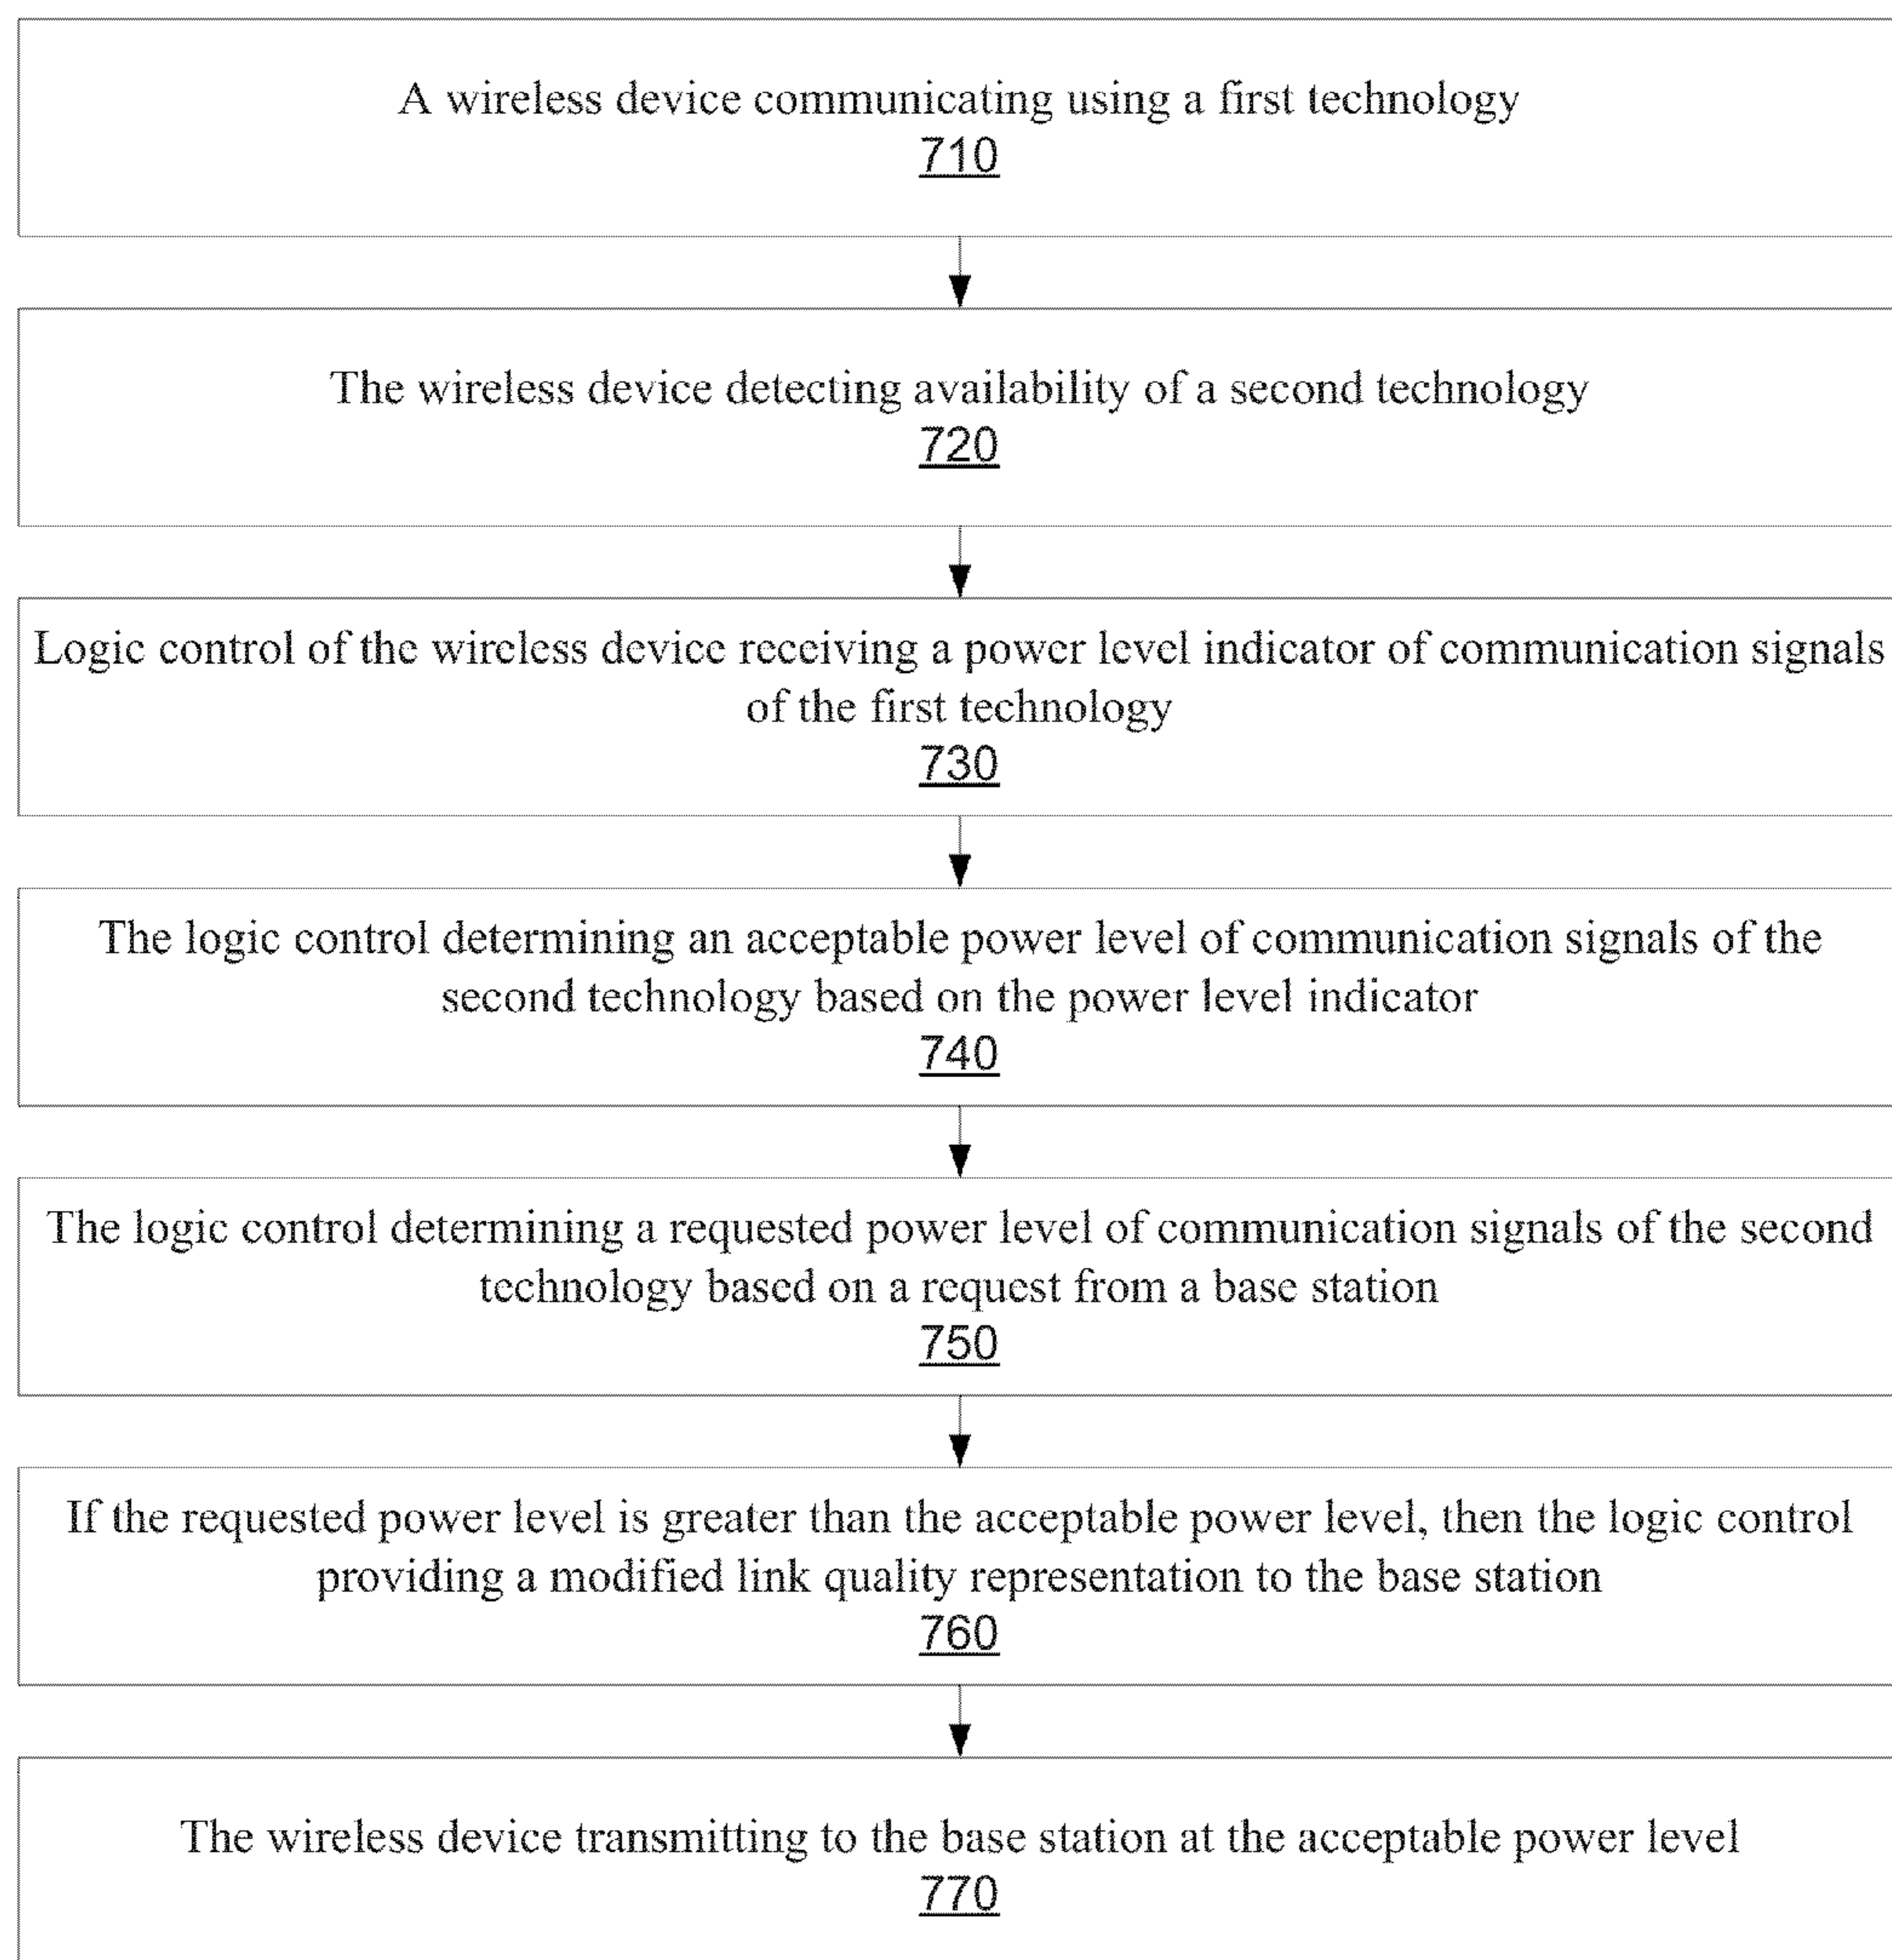 A wireless device communicating using a first technology
710
The wireless device detecting availability of a second technology
720
Logic control of the wireless device receiving a power level indicator of communication signals
of the first technology
730
The logic control determining an acceptable power level of communication signals of the
second technology based on the power level indicator
740
The logic control determining a requested power level of communication signals of the second
technology based on a request from a base station
750
If the requested power level is greater than the acceptable power level, then the logic control
providing a modified link quality representation to the base station
760
The wireless device transmitting to the base station at the acceptable power level
770